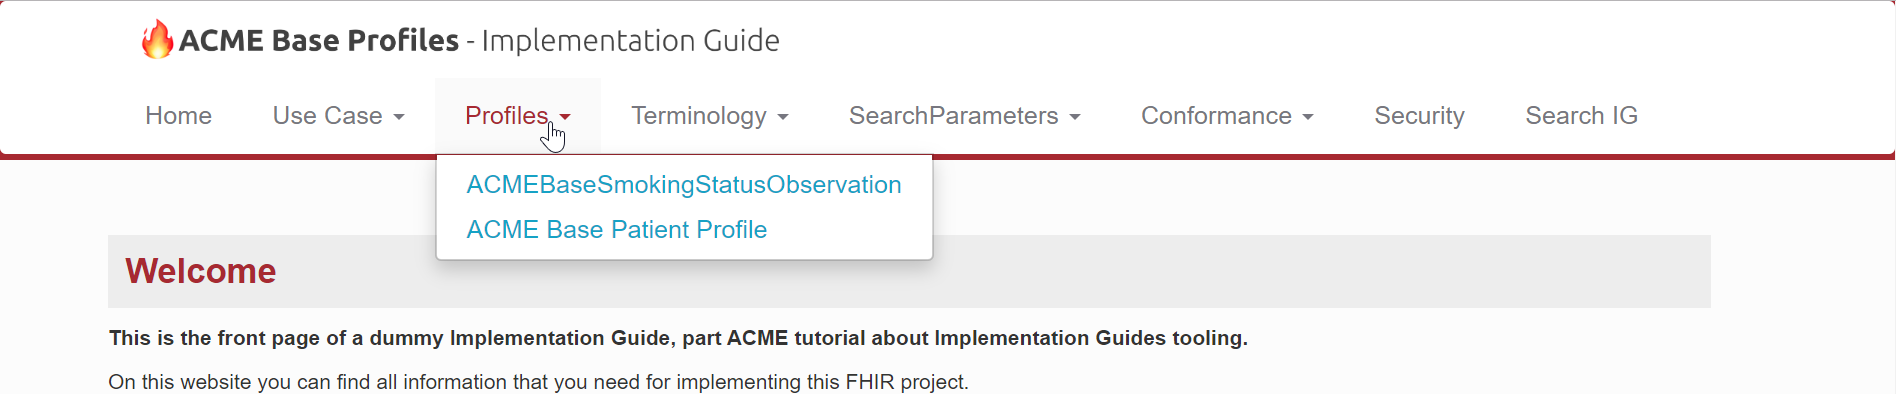 ACME Base Profiles - Implementation Guide
Home Use Case Profiles Terminology SearchParameters Conformance Security Search IG
ACMEBaseSmokingStatusObservation
ACME Base Patient Profile
Welcome
This is the front page of a dummy Implementation Guide, part ACME tutorial about Implementation Guides tooling.
On this website you can find all information that you need for implementing this FHIR project.